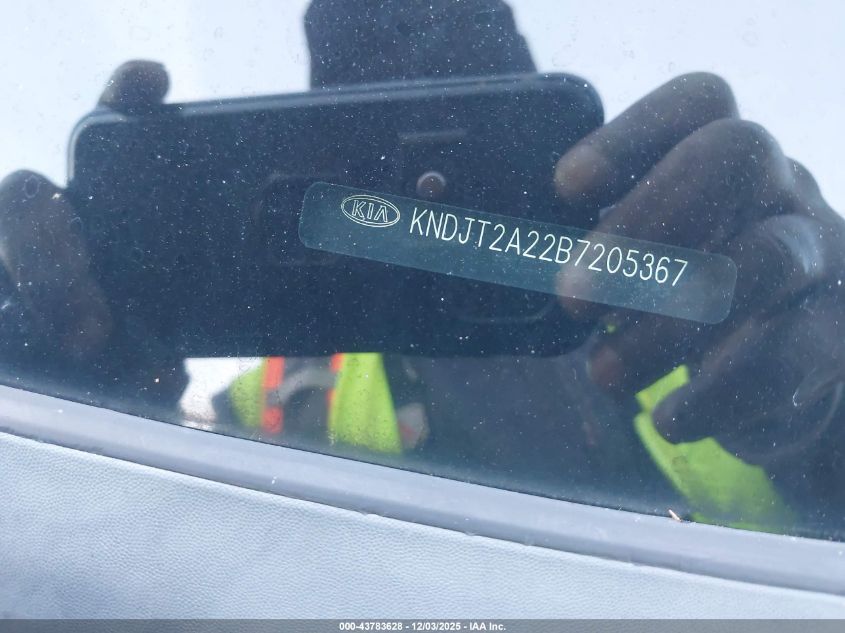 KIA KNDJT2A22B7205367
000-43783628 - 12/03/2025 - IAA Inc.